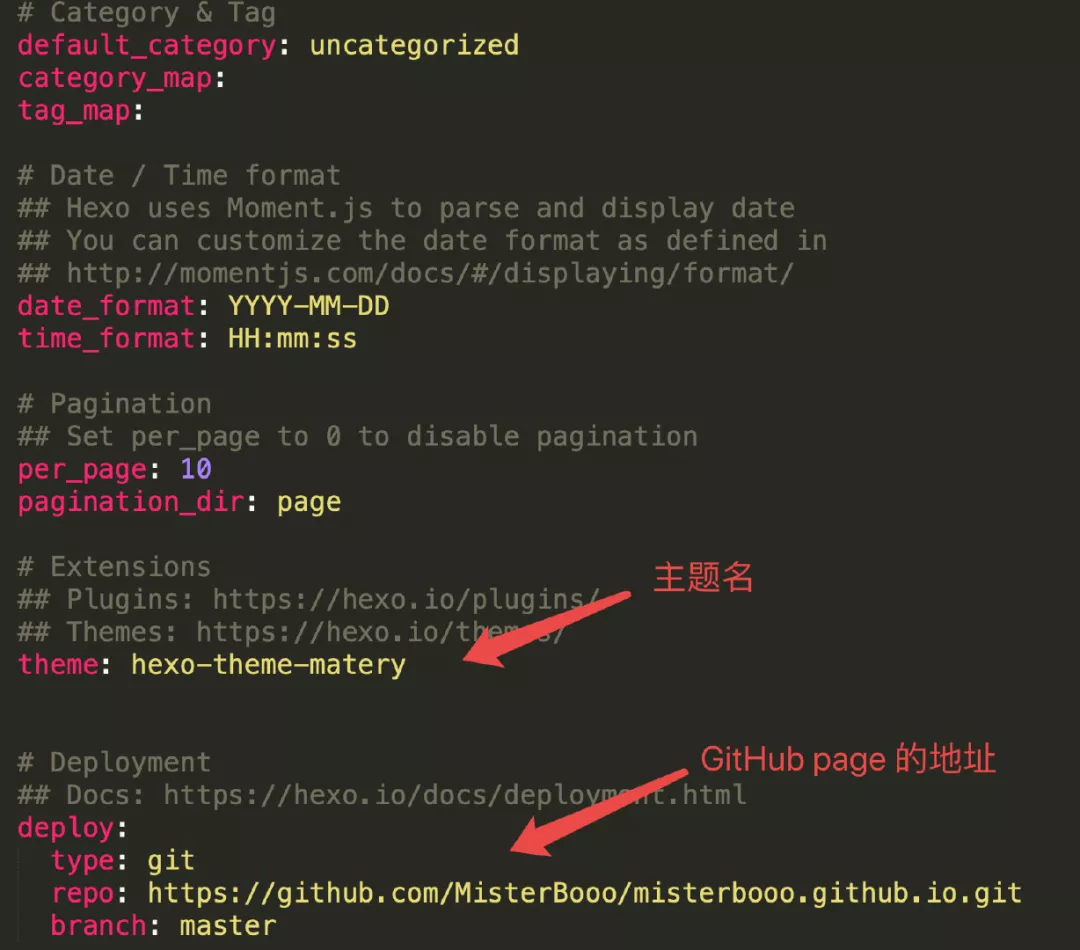 # Category & Tag
default_category: uncategorized
category_map:
tag_map:
# Date / Time format
## Hexo uses Moment.js to parse and display date
## You can customize the date format as defined in
## http://momentjs.com/docs/#/displaying/format/
date_format: YYYY-MM-DD
time_format: HH:mm:ss
# Pagination
## Set per_page to 0 to disable pagination
per_page: 10
pagination_dir: page
# Extensions
主题名
## Plugins: https://hexo.io/plugins/
## Themes: https://hexo.io/themes/
theme: hexo-theme-matery
# Deployment
GitHub page 的地址
## Docs: https://hexo.io/docs/deployment.html
deploy:
  type: git
  repo: https://github.com/MisterBooo/misterbooo.github.io.git
  branch: master